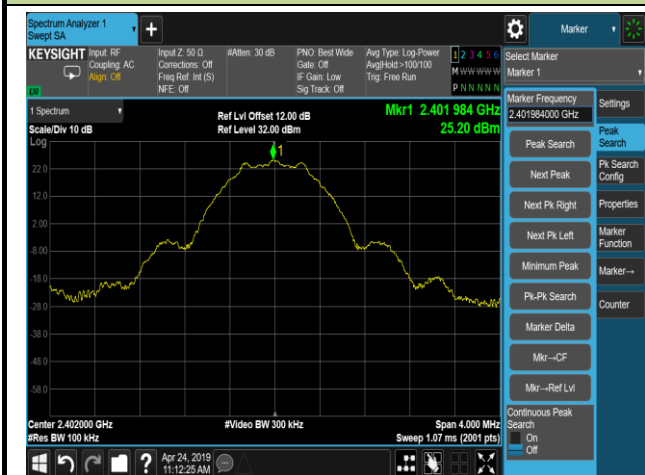 Spectrum Analyzer 1
Swept SA
+
Marker
KEYSIGHT
Input: RF
Coupling: AC
Align: Off
Input Z: 50 Ω
Corrections: Off
Freq Ref: Int (S)
NFE: Off
#Atten: 30 dB
PNO: Best Wide
Gate: Off
IF Gain: Low
Sig Track: Off
Avg Type: Log-Power
Avg|Hold:>100/100
Trig: Free Run
1 2 3 4 5 6
M W W W W W
P N N N N N
LXI
Select Marker
Marker 1
1 Spectrum
Scale/Div 10 dB
Log
Ref Lvl Offset 12.00 dB
Ref Level 32.00 dBm
Mkr1 2.401 984 GHz
25.20 dBm
1
22.0
12.0
2.00
-8.00
-18.0
-28.0
-38.0
-48.0
-58.0
Center 2.402000 GHz
#Res BW 100 kHz
#Video BW 300 kHz
Span 4.000 MHz
Sweep 1.07 ms (2001 pts)
Marker Frequency
2.401984000 GHz
Peak Search
Next Peak
Next Pk Right
Next Pk Left
Minimum Peak
Pk-Pk Search
Marker Delta
Mkr→CF
Mkr→Ref Lvl
Continuous Peak
Search
On
Off
Settings
Peak
Search
Pk Search
Config
Properties
Marker
Function
Marker→
Counter
?
Apr 24, 2019
11:12:25 AM